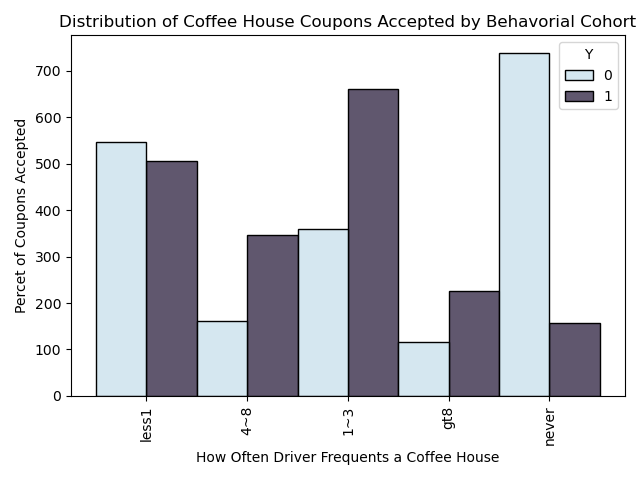 Distribution of Coffee House Coupons Accepted by Behavorial Cohort
Y
0
1
Percet of Coupons Accepted
700
600
500
400
300
200
100
0
less1
4~8
1~3
gt8
never
How Often Driver Frequents a Coffee House